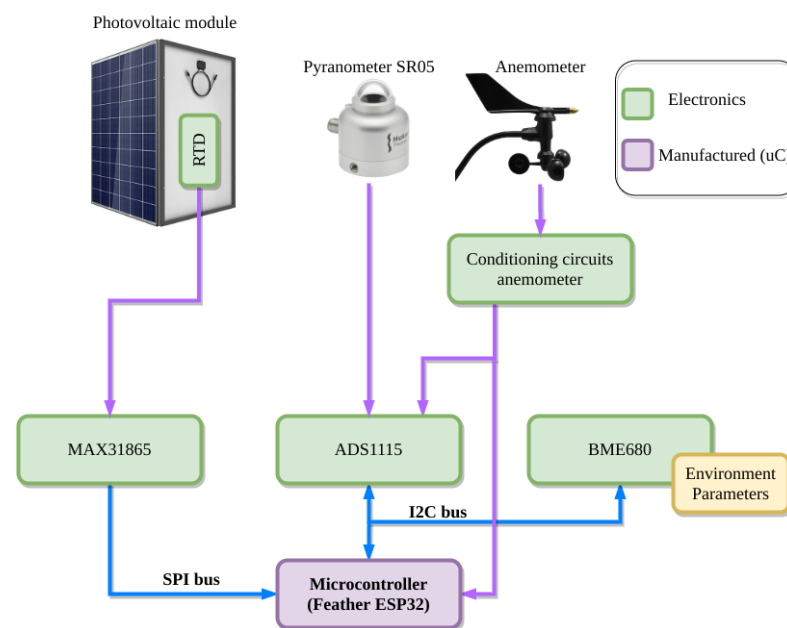 Photovoltaic module
Pyranometer SR05
Anemometer
Electronics
Manufactured (uC)
RTD
Conditioning circuits
anemometer
MAX31865
ADS1115
BME680
Environment
Parameters
I2C bus
SPI bus
Microcontroller
(Feather ESP32)